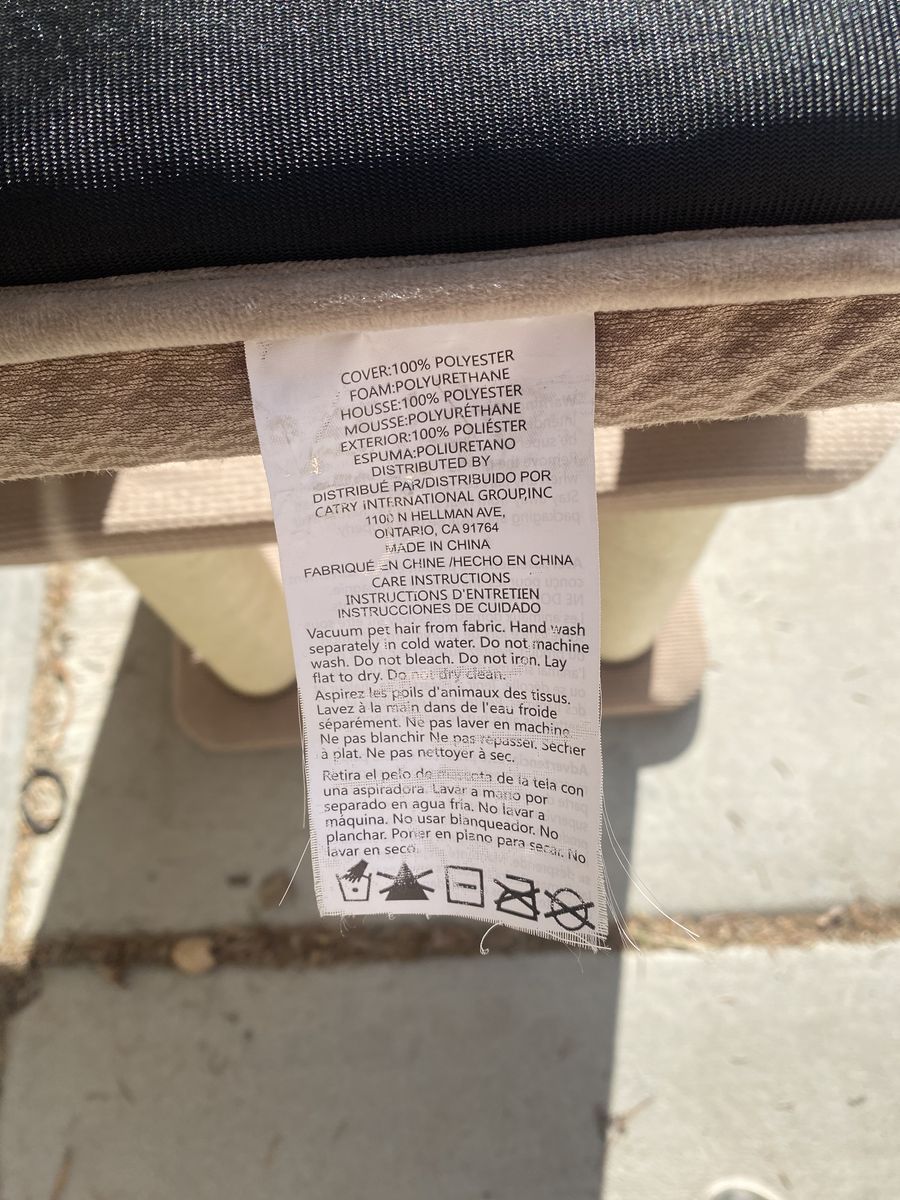 COVER:100% POLYESTER
FOAM:POLYURETHANE
HOUSSE:100% POLYESTER
MOUSSE:POLYURÉTHANE
EXTERIOR:100% POLIÉSTER
ESPUMA:POLIURETANO
DISTRIBUTED BY
DISTRIBUÉ PAR/DISTRIBUIDO POR
CATRY INTERNATIONAL GROUP,INC
1100 N HELLMAN AVE,
ONTARIO, CA 91764
MADE IN CHINA
FABRIQUÉ EN CHINE /HECHO EN CHINA
CARE INSTRUCTIONS
INSTRUCTIONS D'ENTRETIEN
INSTRUCCIONES DE CUIDADO
Vacuum pet hair from fabric. Hand wash
separately in cold water. Do not machine
wash. Do not bleach. Do not iron. Lay
flat to dry. Do not dry clean.
Aspirez les poils d'animaux des tissus.
Lavez à la main dans de l'eau froide
séparément. Ne pas laver en machine.
Ne pas blanchir Ne pas repasser. Sécher
à plat. Ne pas nettoyer à sec.
Retira el pelo de mascota de la tela con
una aspiradora. Lavar a mano por
separado en agua fría. No lavar a
máquina. No usar blanqueador. No
planchar. Poner en plano para secar. No
lavar en seco.